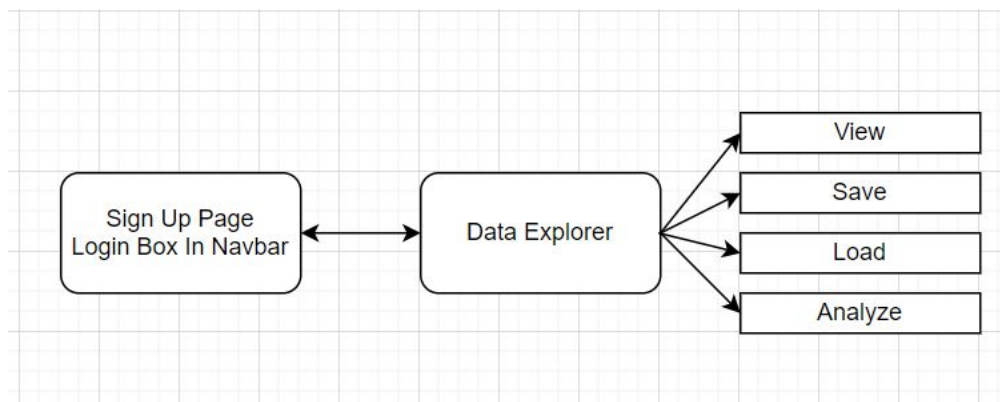 Sign Up Page
Login Box In Navbar
Data Explorer
View
Save
Load
Analyze